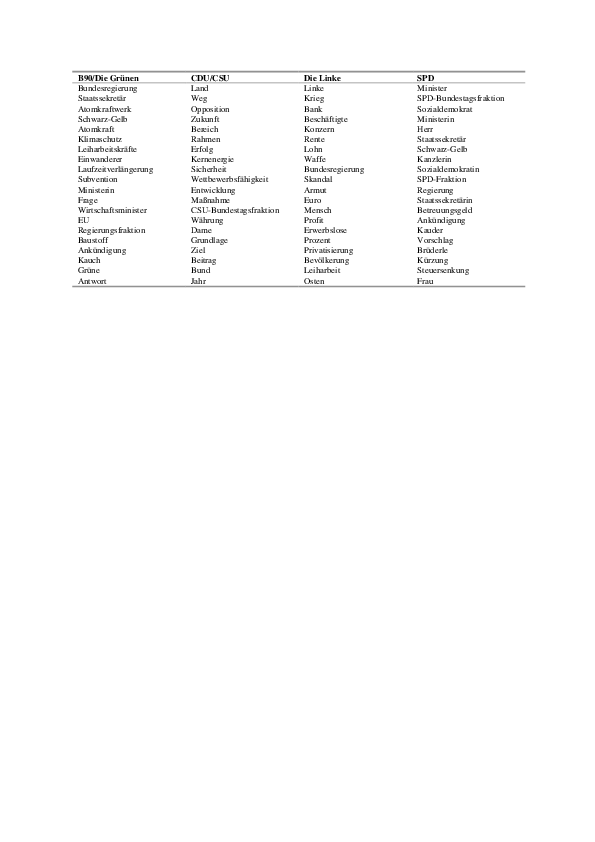 B90/Die Grünen CDU/CSU Die Linke SPD
Bundesregierung Land Linke Minister
Staatssekretär Weg Krieg SPD-Bundestagsfraktion
Atomkraftwerk Opposition Bank Sozialdemokrat
Schwarz-Gelb Zukunft Beschäftigte Ministerin
Atomkraft Bereich Konzern Herr
Klimaschutz Rahmen Rente Staatssekretär
Leiharbeitskräfte Erfolg Lohn Schwarz-Gelb
Einwanderer Kernenergie Waffe Kanzlerin
Laufzeitverlängerung Sicherheit Bundesregierung Sozialdemokratin
Subvention Wettbewerbsfähigkeit Skandal SPD-Fraktion
Ministerin Entwicklung Armut Regierung
Frage Maßnahme Euro Staatssekretärin
Wirtschaftsminister CSU-Bundestagsfraktion Mensch Betreuungsgeld
EU Währung Profit Ankündigung
Regierungsfraktion Dame Erwerbslose Kauder
Baustoff Grundlage Prozent Vorschlag
Ankündigung Ziel Privatisierung Brüderle
Kauch Beitrag Bevölkerung Kürzung
Grüne Bund Leiharbeit Steuersenkung
Antwort Jahr Osten Frau